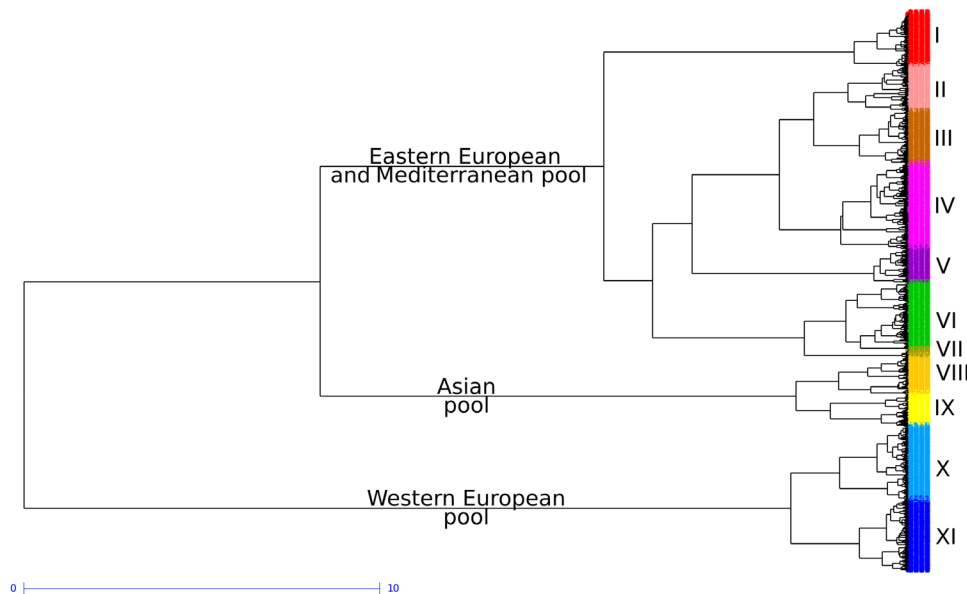 I
II
III
Eastern European
and Mediterranean pool
IV
V
VI
VII
VIII
Asian
pool
IX
X
Western European
pool
XI
0 10